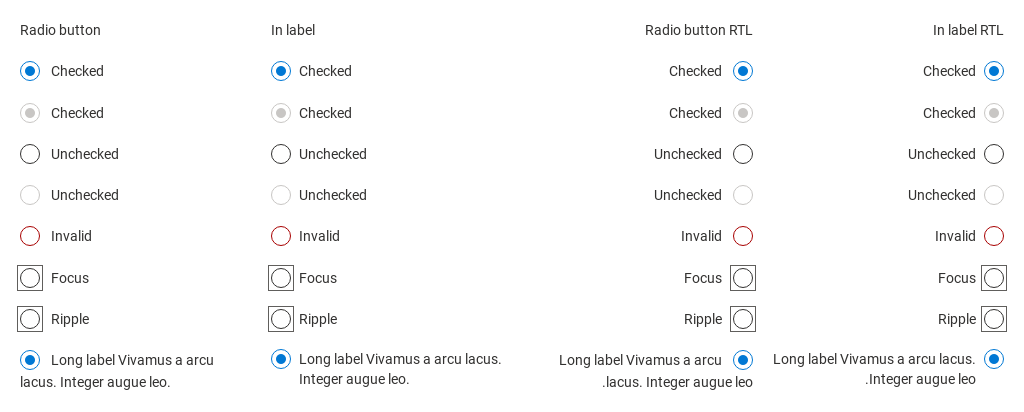 Radio button In label Radio button RTL In label RTL
Checked Checked Checked Checked
Checked Checked Checked Checked
Unchecked Unchecked Unchecked Unchecked
Unchecked Unchecked Unchecked Unchecked
Invalid Invalid Invalid Invalid
Focus Focus Focus Focus
Ripple Ripple Ripple Ripple
Long label Vivamus a arcu Long label Vivamus a arcu lacus. Long label Vivamus a arcu Long label Vivamus a arcu lacus.
lacus. Integer augue leo. Integer augue leo. .lacus. Integer augue leo .Integer augue leo